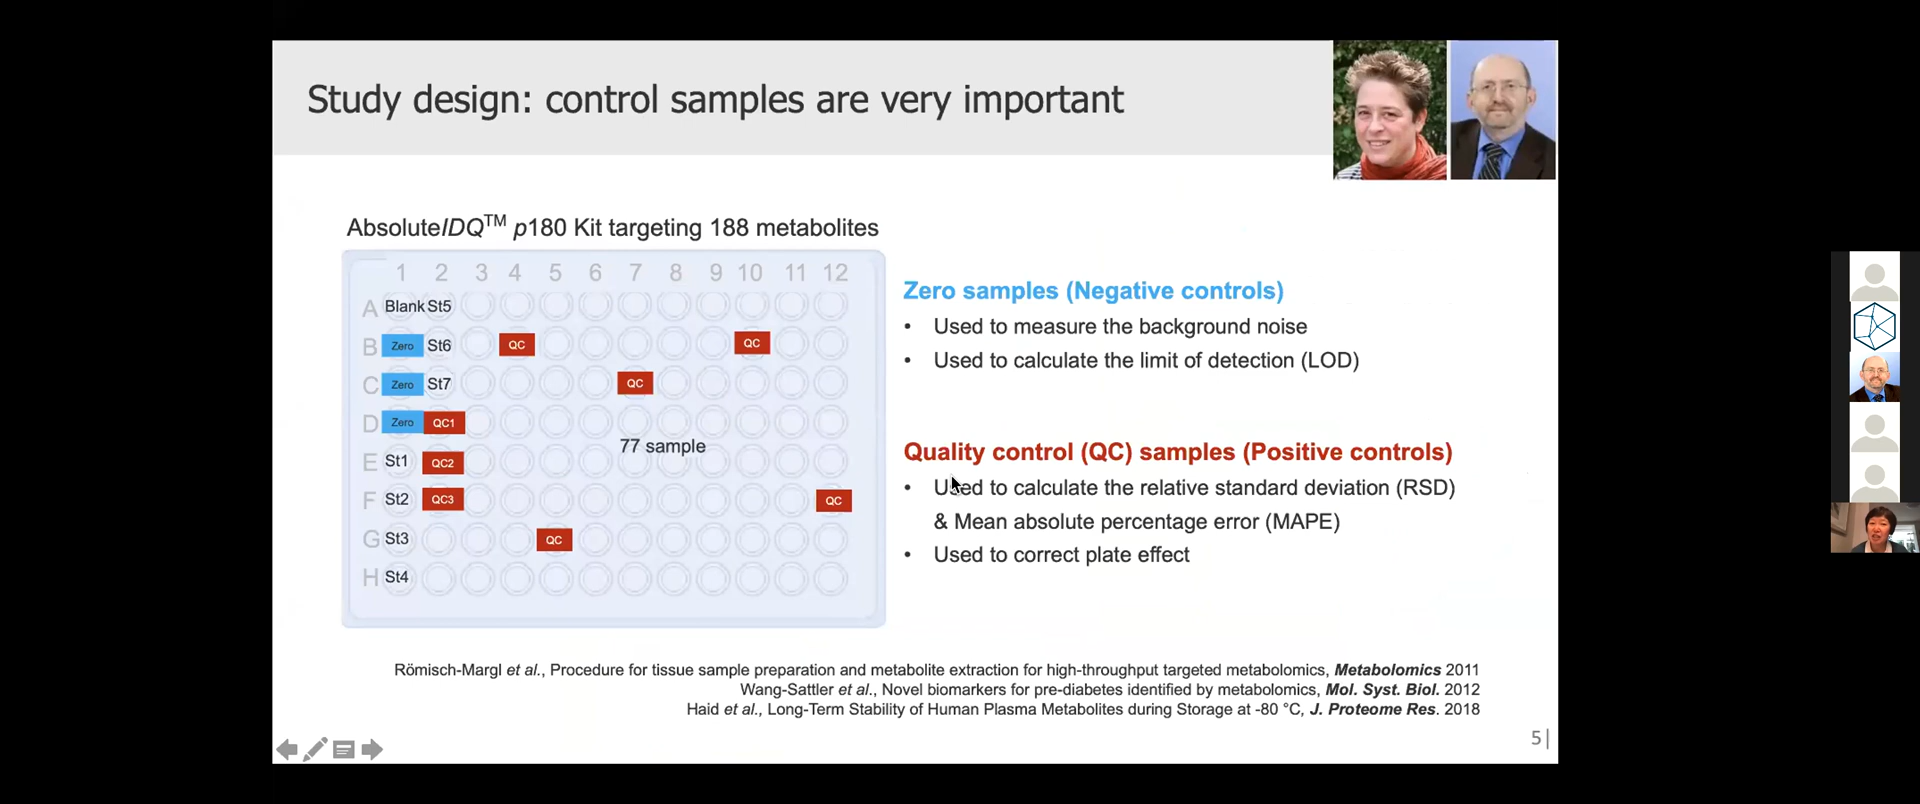 Study design: control samples are very important
AbsoluteIDQ™ p180 Kit targeting 188 metabolites
1 2 3 4 5 6 7 8 9 10 11 12
A Blank St5
B Zero St6 QC QC
C Zero St7 QC
D Zero QC1
77 sample
E St1 QC2
F St2 QC3 QC
G St3 QC
H St4
Zero samples (Negative controls)
• Used to measure the background noise
• Used to calculate the limit of detection (LOD)
Quality control (QC) samples (Positive controls)
• Used to calculate the relative standard deviation (RSD)
& Mean absolute percentage error (MAPE)
• Used to correct plate effect
Römisch-Margl et al., Procedure for tissue sample preparation and metabolite extraction for high-throughput targeted metabolomics, Metabolomics 2011
Wang-Sattler et al., Novel biomarkers for pre-diabetes identified by metabolomics, Mol. Syst. Biol. 2012
Haid et al., Long-Term Stability of Human Plasma Metabolites during Storage at -80 °C, J. Proteome Res. 2018
5|